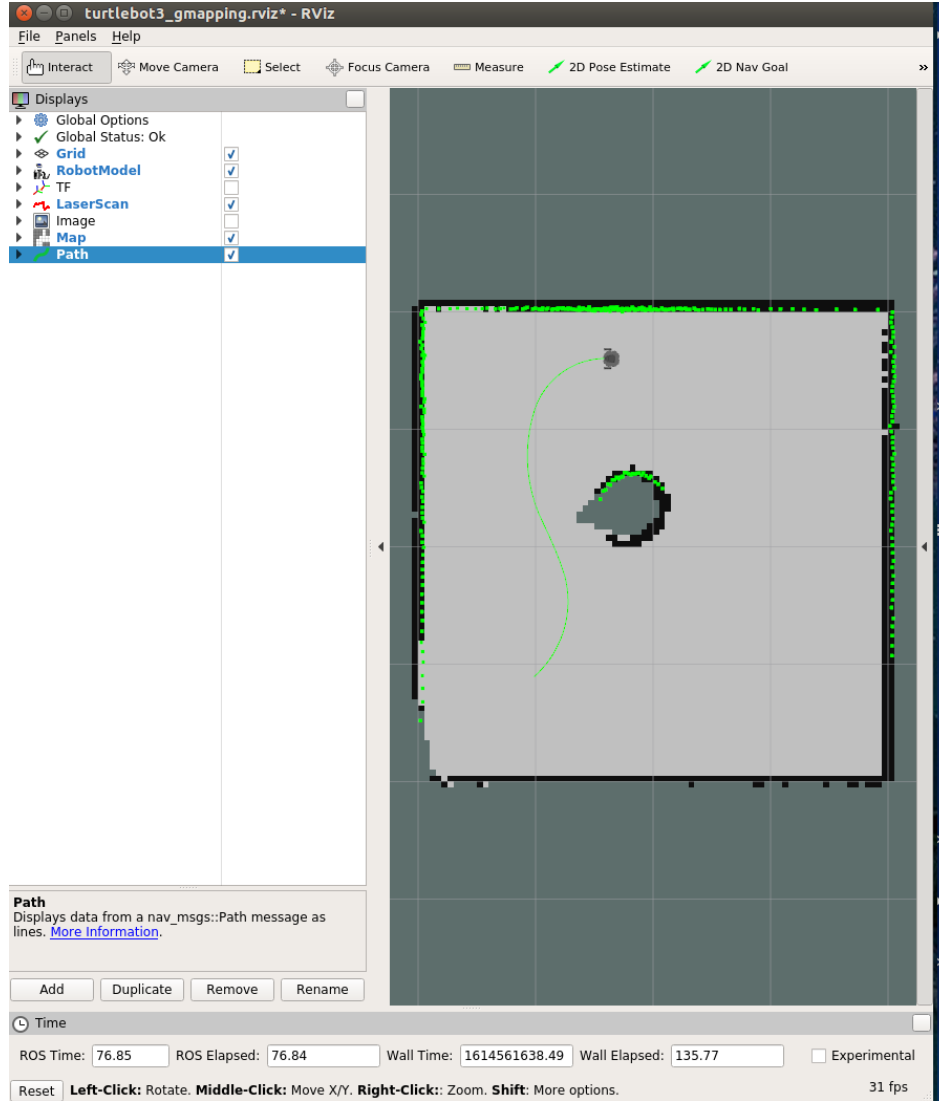 turtlebot3_gmapping.rviz* - RViz
File Panels Help
Interact Move Camera Select Focus Camera Measure 2D Pose Estimate 2D Nav Goal »
Displays
Global Options
Global Status: Ok
Grid
RobotModel
TF
LaserScan
Image
Map
Path
Path
Displays data from a nav_msgs::Path message as
lines. More Information.
Add Duplicate Remove Rename
Time
ROS Time: 76.85 ROS Elapsed: 76.84 Wall Time: 1614561638.49 Wall Elapsed: 135.77 Experimental
Reset Left-Click: Rotate. Middle-Click: Move X/Y. Right-Click:: Zoom. Shift: More options. 31 fps